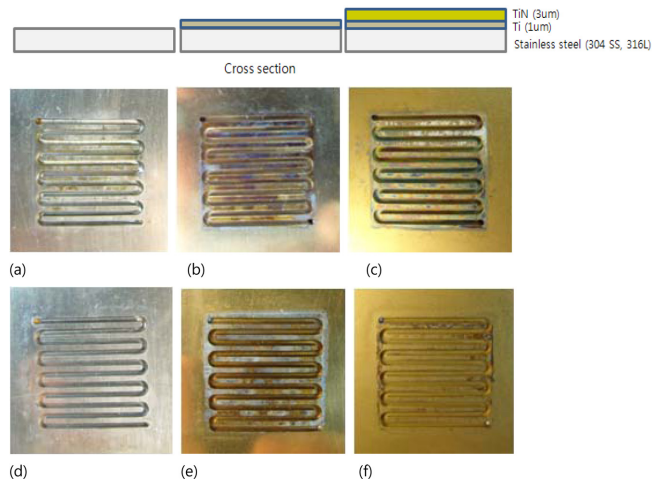 TiN (3um)
Ti (1um)
Stainless steel (304 SS, 316L)
Cross section
(a)
(b)
(c)
(d)
(e)
(f)